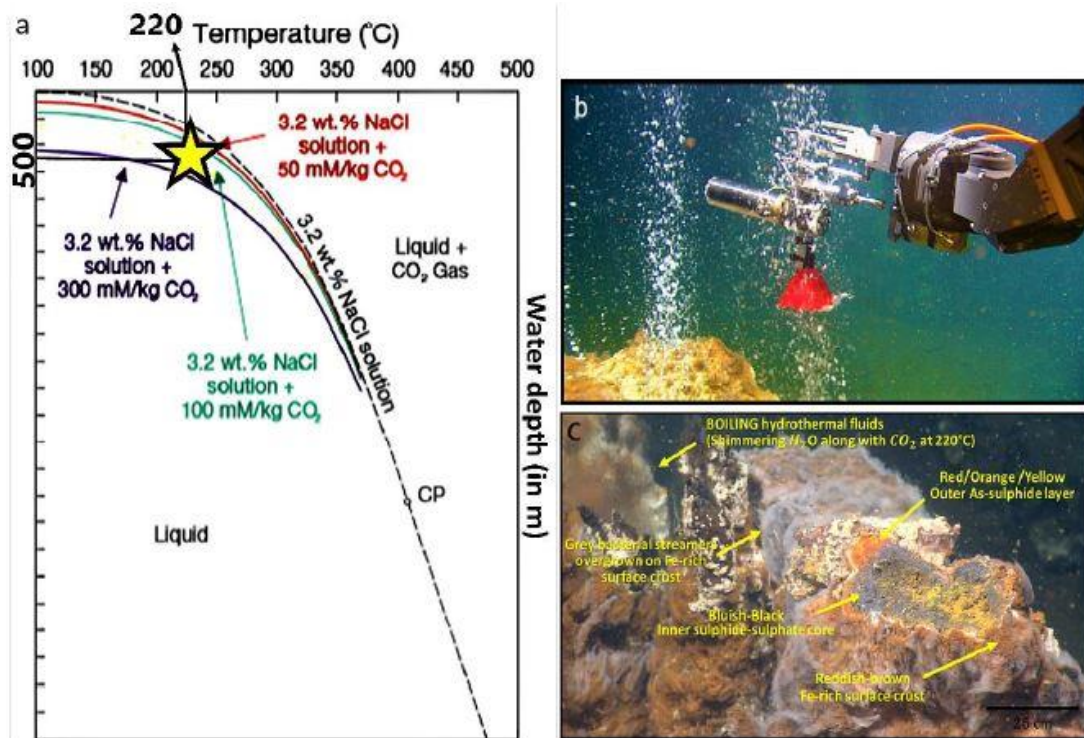 a
220
Temperature (°C)
100 150 200 250 300 350 400 450 500
500
3.2 wt.% NaCl
solution +
50 mM/kg CO₂
3.2 wt.% NaCl
solution +
300 mM/kg CO₂
3.2 wt.% NaCl solution
Liquid +
CO₂ Gas
3.2 wt.% NaCl
solution +
100 mM/kg CO₂
CP
Liquid
Water depth (in m)
b
c
BOILING hydrothermal fluids
(Shimmering H₂O along with CO₂ at 220°C)
Red/Orange /Yellow
Outer As-sulphide layer
Grey bacterial streamers
overgrown on Fe-rich
surface crust
Bluish-Black
Inner sulphide-sulphate core
Reddish-brown
Fe-rich surface crust
25 cm